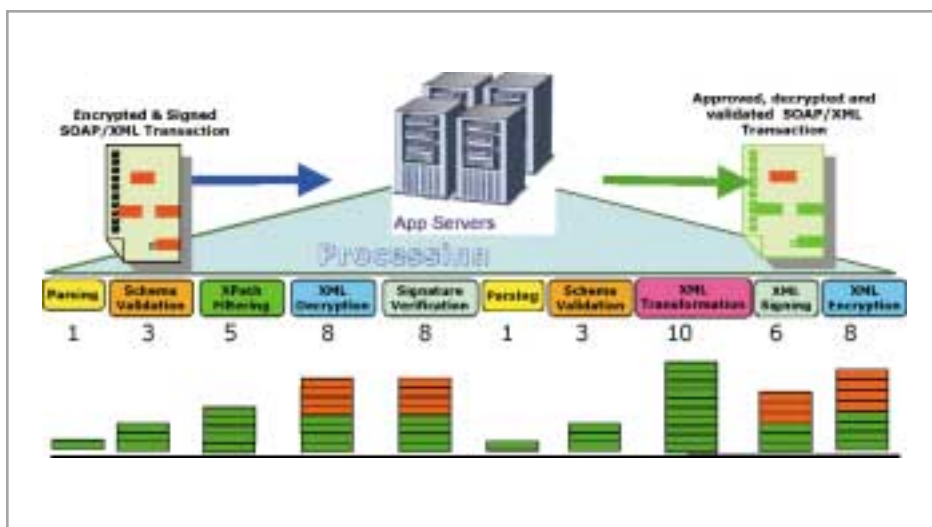 Encrypted & Signed
SOAP/XML Transaction
Approved, decrypted and
validated SOAP/XML
Transaction
App Servers
Processing
Parsing
Schema
Validation
XPath
Filtering
XML
Decryption
Signature
Verification
Parsing
Schema
Validation
XML
Transformation
XML
Signing
XML
Encryption
1 3 5 8 8 1 3 10 6 8